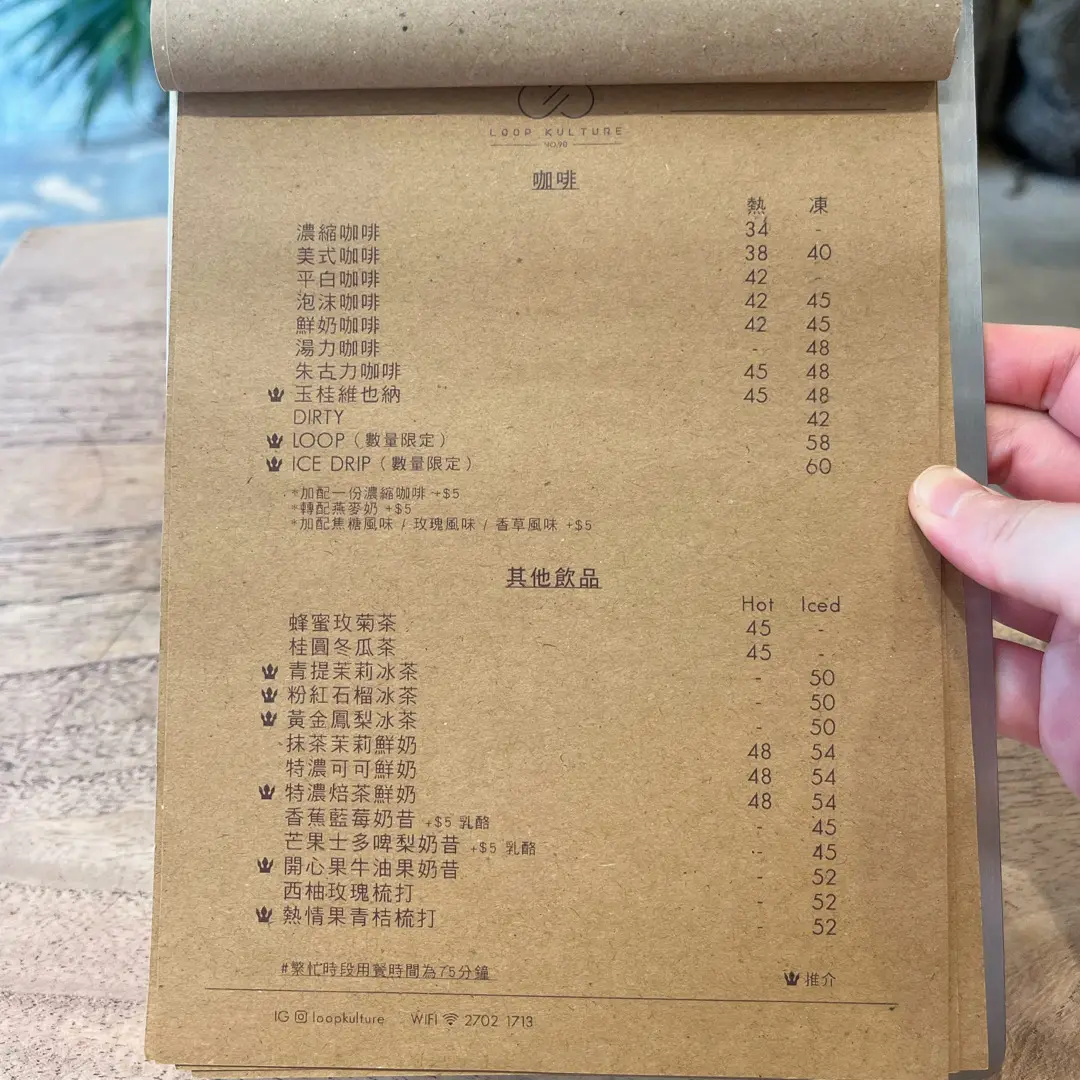 LOOP KULTURE
NO.90
咖啡
熱 凍
濃縮咖啡 34 -
美式咖啡 38 40
平白咖啡 42 -
泡沫咖啡 42 45
鮮奶咖啡 42 45
湯力咖啡 - 48
朱古力咖啡 45 48
玉桂維也納 45 48
DIRTY 42
LOOP（數量限定） 58
ICE DRIP（數量限定） - 60
*加配一份濃縮咖啡 +$5
*轉配燕麥奶 +$5
*加配焦糖風味 / 玫瑰風味 / 香草風味 +$5
其他飲品
Hot Iced
蜂蜜玫菊茶 45 -
桂圓冬瓜茶 45 -
青提茉莉冰茶 - 50
粉紅石榴冰茶 - 50
黃金鳳梨冰茶 - 50
抹茶茉莉鮮奶 48 54
特濃可可鮮奶 48 54
特濃焙茶鮮奶 48 54
香蕉藍莓奶昔 +$5 乳酪 - 45
芒果士多啤梨奶昔 +$5 乳酪 - 45
開心果牛油果奶昔 - 52
西柚玫瑰梳打 - 52
熱情果青桔梳打 - 52
#繁忙時段用餐時間為75分鐘
推介
IG loopkulture WIFI 2702 1713